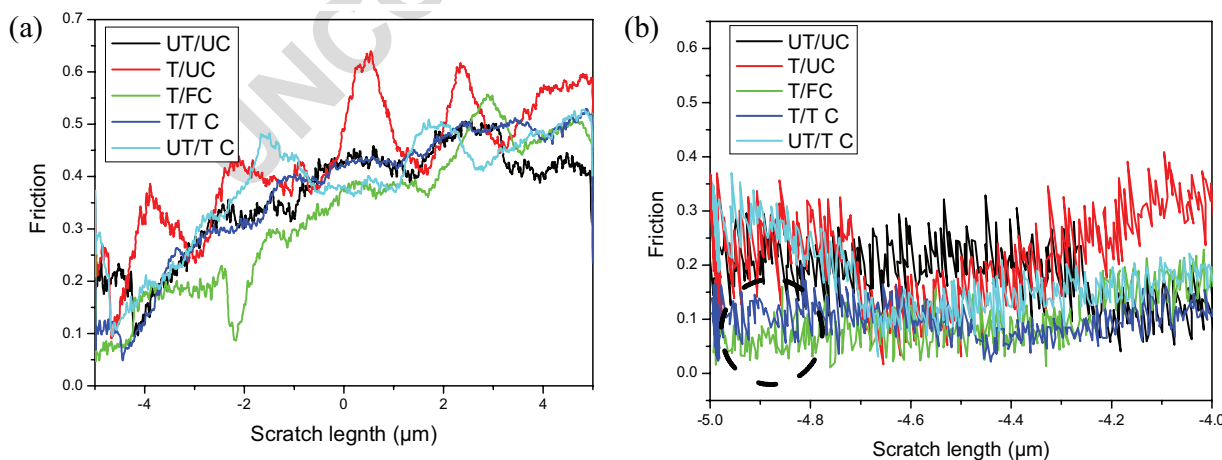 (a)
0.7
0.6
0.5
0.4
0.3
0.2
0.1
0.0
Friction
UT/UC
T/UC
T/FC
T/T C
UT/T C
-4
-2
0
2
4
Scratch legnth (µm)
UNC
(b)
0.6
0.5
0.4
0.3
0.2
0.1
0.0
Friction
UT/UC
T/UC
T/FC
T/T C
UT/T C
-5.0
-4.8
-4.6
-4.4
-4.2
-4.0
Scratch length (µm)